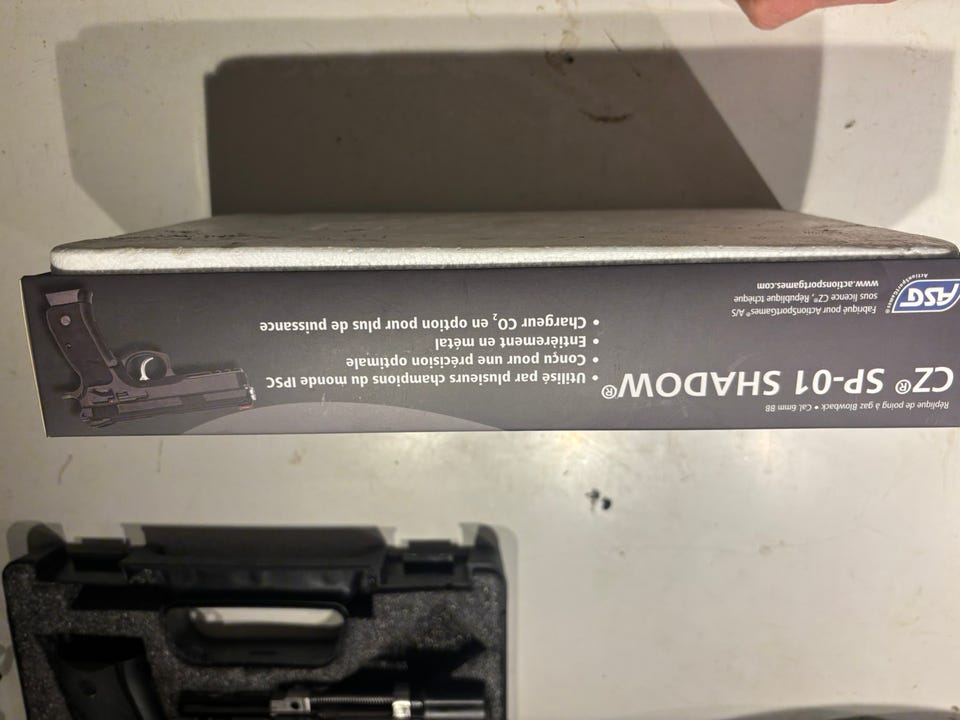 Réplique de poing à gaz Blowback • Cal. 6mm BB
CZ® SP-01 SHADOW®
• Utilisé par plusieurs champions du monde IPSC
• Conçu pour une précision optimale
• Entièrement en métal
• Chargeur CO₂ en option pour plus de puissance
Fabriqué pour ActionSportGames® A/S
sous licence CZ®, République tchèque
www.actionsportgames.com
ASG
ActionSportGames